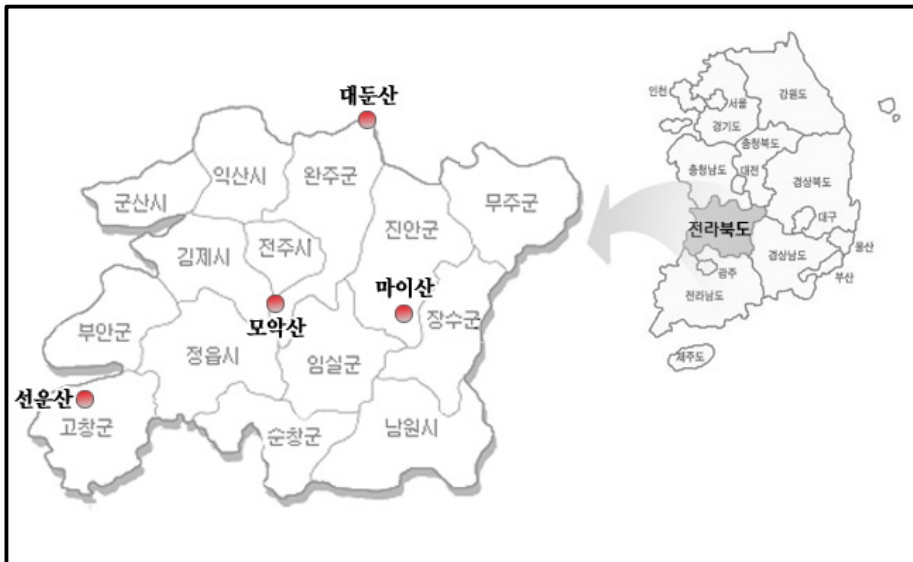 대둔산
익산시
완주군
군산시
무주군
전주시
진안군
김제시
마이산
모악산
장수군
부안군
정읍시
임실군
선운산
고창군
순창군
남원시
인천
서울
강원도
경기도
충청북도
충청남도
대전
경상북도
대구
전라북도
울산
경상남도
광주
부산
전라남도
제주도